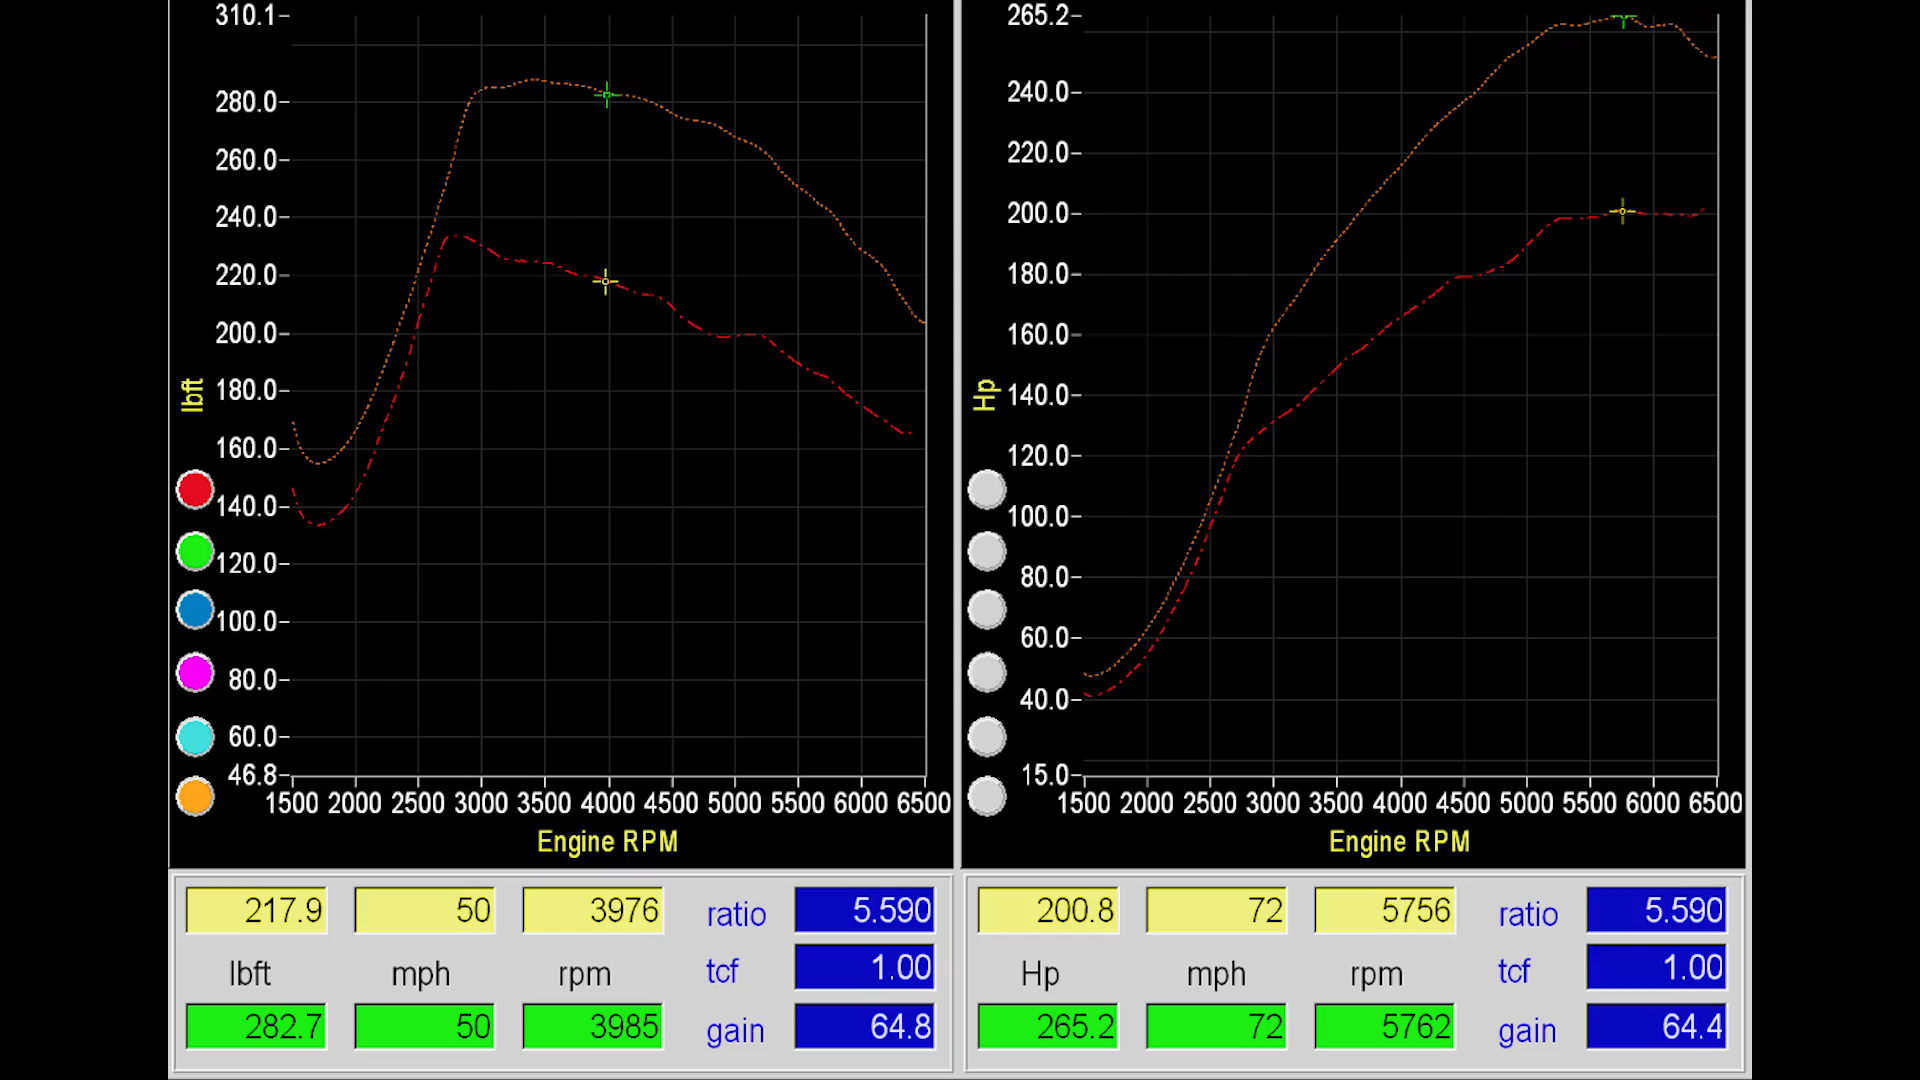 310.1
280.0
260.0
240.0
220.0
200.0
180.0
160.0
140.0
120.0
100.0
80.0
60.0
46.8
lbft
1500 2000 2500 3000 3500 4000 4500 5000 5500 6000 6500
Engine RPM
265.2
240.0
220.0
200.0
180.0
160.0
140.0
120.0
100.0
80.0
60.0
40.0
15.0
Hp
1500 2000 2500 3000 3500 4000 4500 5000 5500 6000 6500
Engine RPM
217.9 50 3976 ratio 5.590
lbft mph rpm tcf 1.00
282.7 50 3985 gain 64.8
200.8 72 5756 ratio 5.590
Hp mph rpm tcf 1.00
265.2 72 5762 gain 64.4